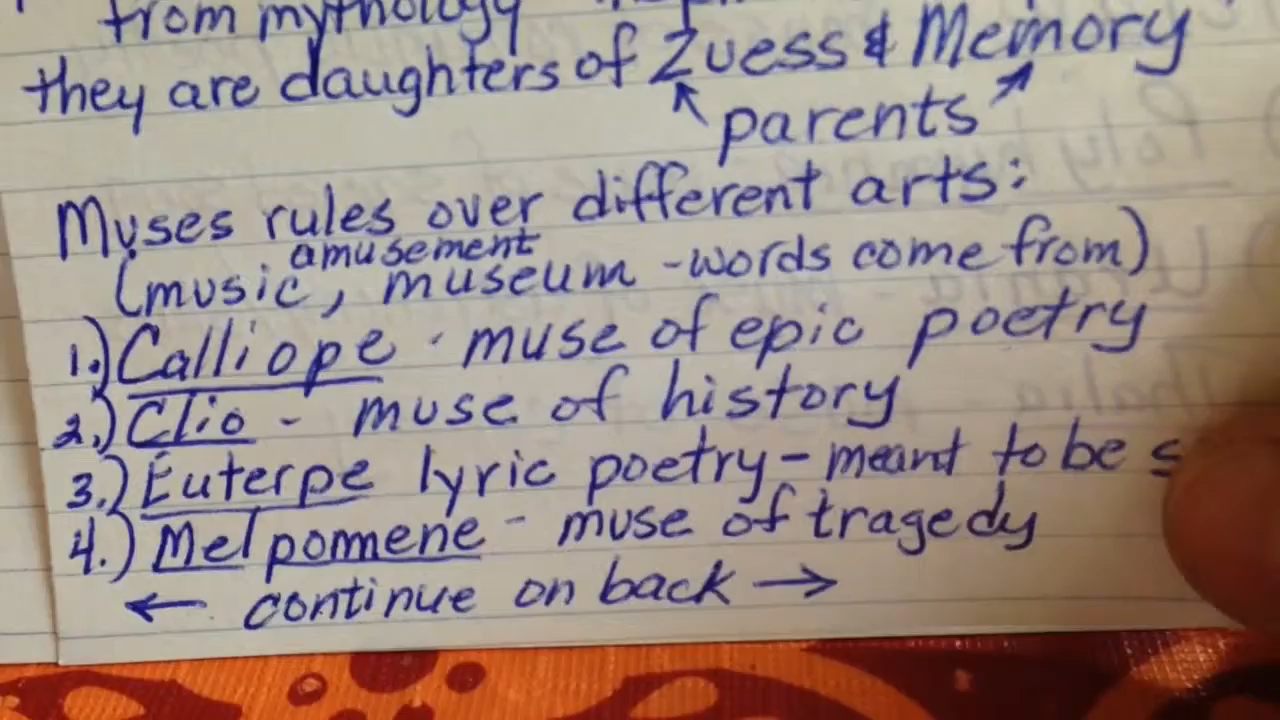 from mythology
they are daughters of Zuess & Memory
parents
Muses rules over different arts:
amusement
(music, museum - words come from)
1.) Calliope - muse of epic poetry
2.) Clio - muse of history
3.) Euterpe lyric poetry - meant to be s
4.) Melpomene - muse of tragedy
← continue on back →